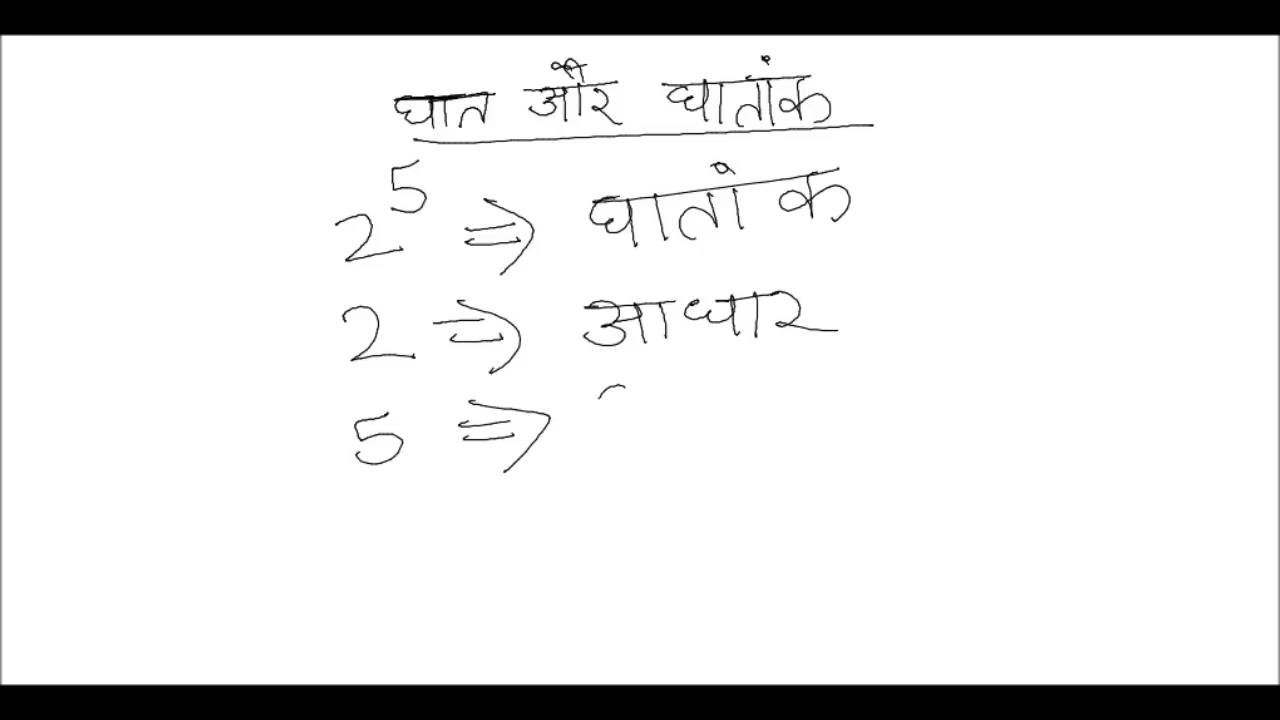 घात और घातांक
2⁵ ⇒ घातांक
2 ⇒ आधार
5 ⇒